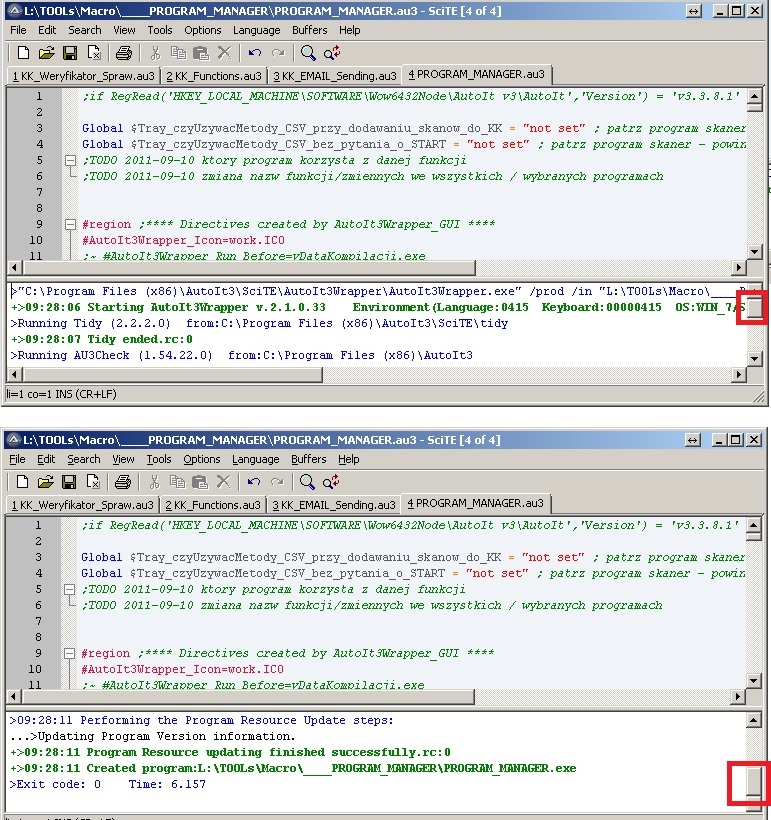 L:\TOOLs\Macro\____PROGRAM_MANAGER\PROGRAM_MANAGER.au3 - SciTE [4 of 4]
File Edit Search View Tools Options Language Buffers Help
1 KK_Weryfikator_Spraw.au3 2 KK_Functions.au3 3 KK_EMAIL_Sending.au3 4 PROGRAM_MANAGER.au3
1 ;if RegRead('HKEY_LOCAL_MACHINE\SOFTWARE\Wow6432Node\AutoIt v3\AutoIt','Version') = 'v3.3.8.1'
2
3 Global $Tray_czyUzywacMetody_CSV_przy_dodawaniu_skanow_do_KK = "not set" ; patrz program skaner
4 Global $Tray_czyUzywacMetody_CSV_bez_pytania_o_START = "not set" ; patrz program skaner - powin
5 ;TODO 2011-09-10 ktory program korzysta z danej funkcji
6 ;TODO 2011-09-10 zmiana nazw funkcji/zmiennych we wszystkich / wybranych programach
7
8
9 #region ;**** Directives created by AutoIt3Wrapper_GUI ****
10 #AutoIt3Wrapper_Icon=work.ICO
11 ;~ #AutoIt3Wrapper_Run_Before=vDataKompilacji.exe
>"C:\Program Files (x86)\AutoIt3\SciTE\AutoIt3Wrapper\AutoIt3Wrapper.exe" /prod /in "L:\TOOLs\Macro\____P
+>09:28:06 Starting AutoIt3Wrapper v.2.1.0.33 Environment(Language:0415 Keyboard:00000415 OS:WIN_7/S
>Running Tidy (2.2.2.0) from:C:\Program Files (x86)\AutoIt3\SciTE\tidy
+>09:28:07 Tidy ended.rc:0
>Running AU3Check (1.54.22.0) from:C:\Program Files (x86)\AutoIt3
li=1 co=1 INS (CR+LF)
L:\TOOLs\Macro\____PROGRAM_MANAGER\PROGRAM_MANAGER.au3 - SciTE [4 of 4]
File Edit Search View Tools Options Language Buffers Help
1 KK_Weryfikator_Spraw.au3 2 KK_Functions.au3 3 KK_EMAIL_Sending.au3 4 PROGRAM_MANAGER.au3
1 ;if RegRead('HKEY_LOCAL_MACHINE\SOFTWARE\Wow6432Node\AutoIt v3\AutoIt','Version') = 'v3.3.8.1'
2
3 Global $Tray_czyUzywacMetody_CSV_przy_dodawaniu_skanow_do_KK = "not set" ; patrz program skaner
4 Global $Tray_czyUzywacMetody_CSV_bez_pytania_o_START = "not set" ; patrz program skaner - powin
5 ;TODO 2011-09-10 ktory program korzysta z danej funkcji
6 ;TODO 2011-09-10 zmiana nazw funkcji/zmiennych we wszystkich / wybranych programach
7
8
9 #region ;**** Directives created by AutoIt3Wrapper_GUI ****
10 #AutoIt3Wrapper_Icon=work.ICO
11 ;~ #AutoIt3Wrapper_Run_Before=vDataKompilacji.exe
>09:28:11 Performing the Program Resource Update steps:
...>Updating Program Version information.
+>09:28:11 Program Resource updating finished successfully.rc:0
+>09:28:11 Created program:L:\TOOLs\Macro\____PROGRAM_MANAGER\PROGRAM_MANAGER.exe
>Exit code: 0 Time: 6.157